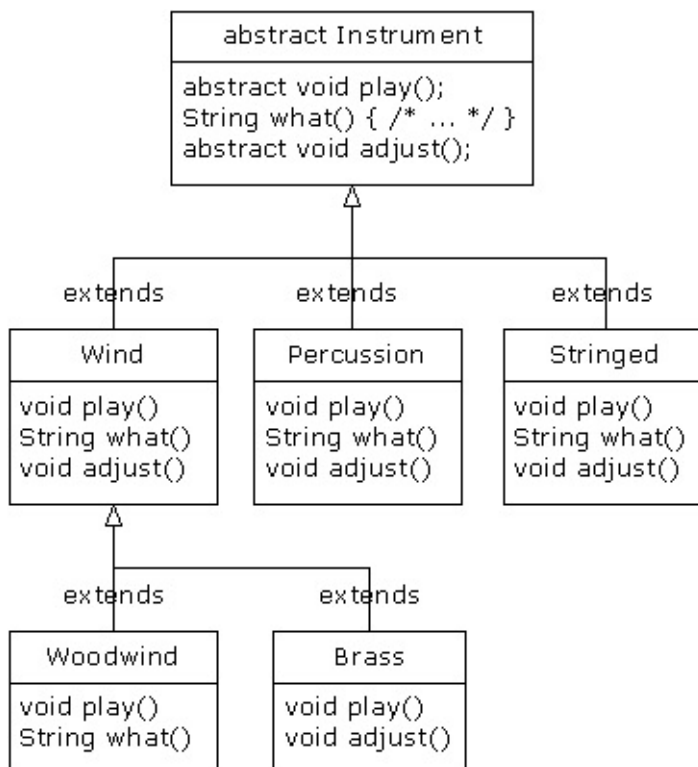 abstract Instrument
abstract void play();
String what() { /* ... */ }
abstract void adjust();
extends
extends
extends
Wind
void play()
String what()
void adjust()
Percussion
void play()
String what()
void adjust()
Stringed
void play()
String what()
void adjust()
extends
extends
Woodwind
void play()
String what()
Brass
void play()
void adjust()